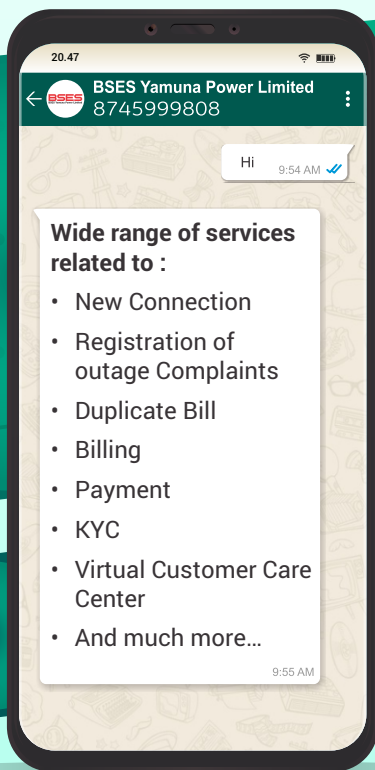 20.47
BSES Yamuna Power Limited
BSES
8745999808
Hi
9:54 AM
Wide range of services
related to :
• New Connection
• Registration of
outage Complaints
• Duplicate Bill
• Billing
• Payment
• KYC
• Virtual Customer Care
Center
• And much more…
9:55 AM